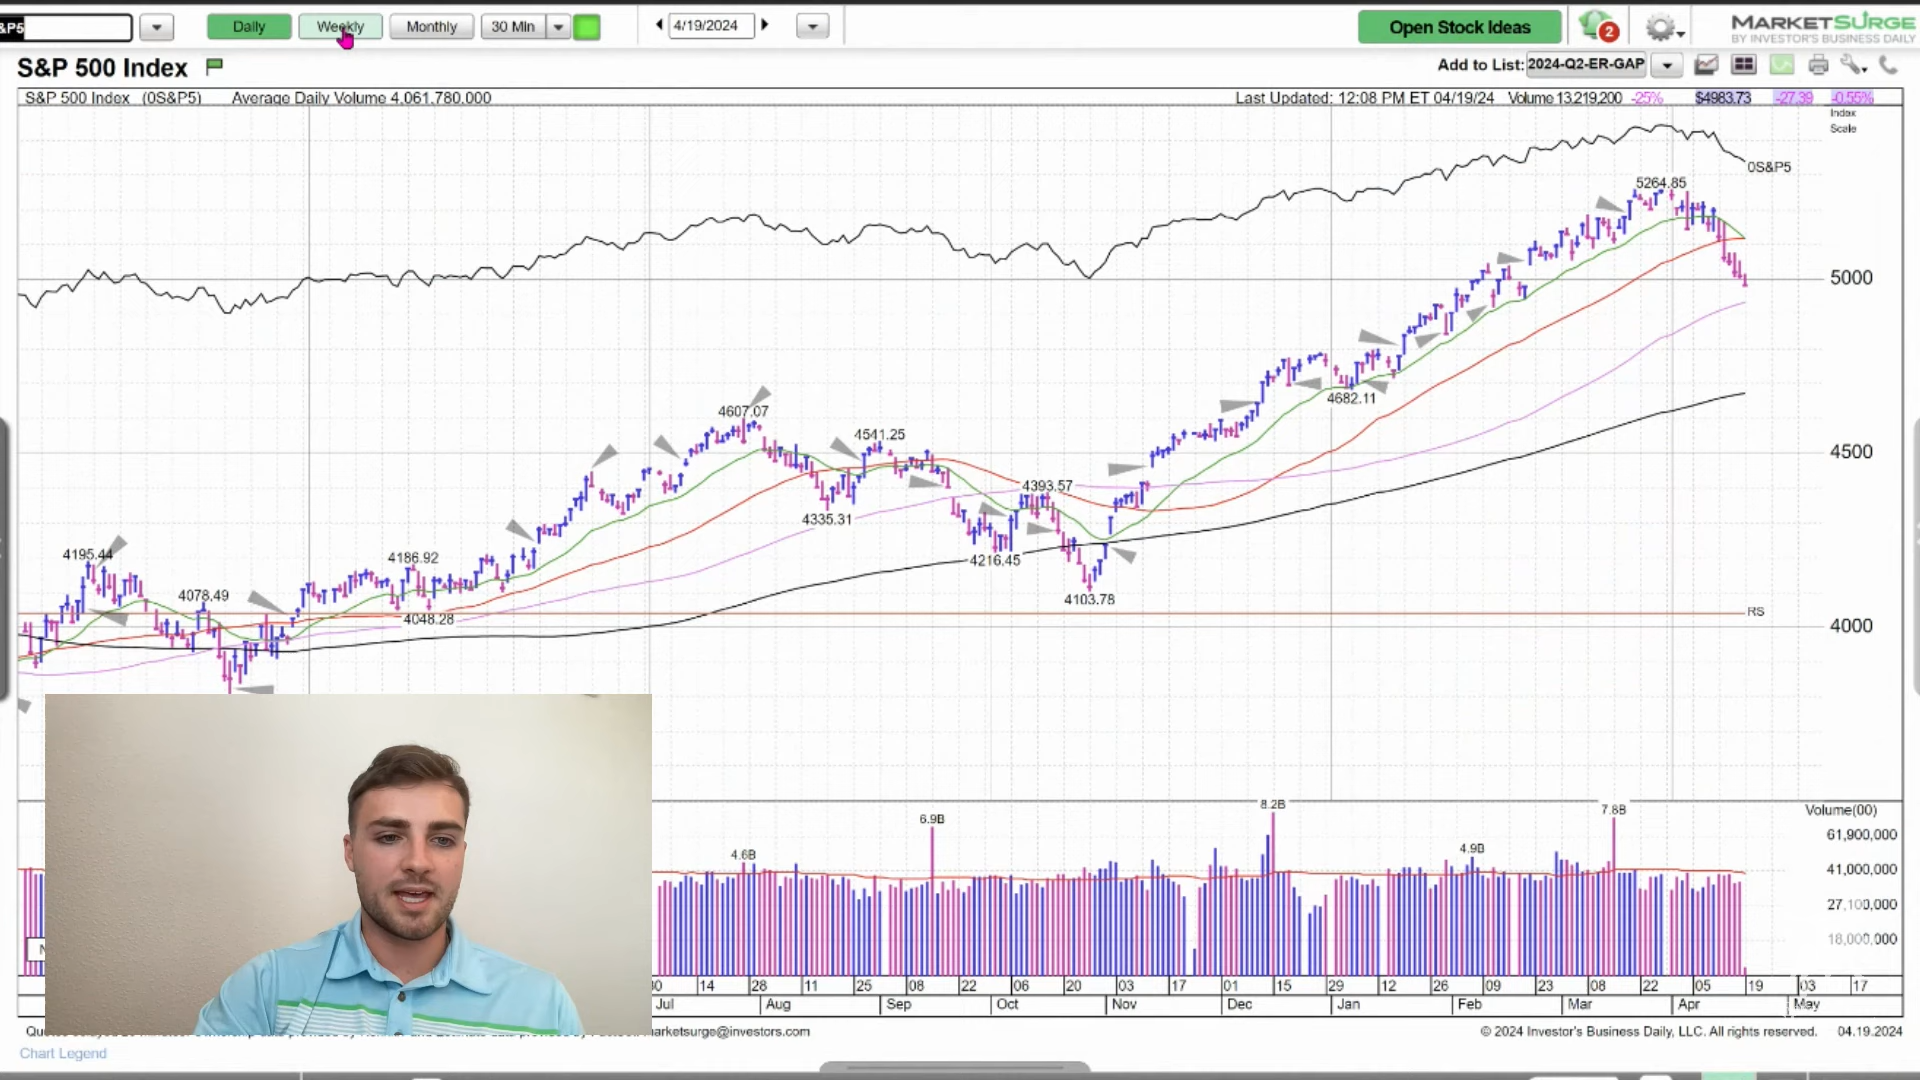 &P5 Daily Weekly Monthly 30 Min 4/19/2024 Open Stock Ideas 2 MARKETSURGE
BY INVESTOR'S BUSINESS DAILY
S&P 500 Index Add to List: 2024-Q2-ER-GAP
S&P 500 Index (0S&P5) Average Daily Volume 4,061,780,000 Last Updated: 12:08 PM ET 04/19/24 Volume 13,219,200 -25% $4983.73 -27.39 -0.55%
Index
Scale
0S&P5
5264.85
5000
4682.11
4607.07
4541.25
4500
4393.57
4335.31
4195.44 4186.92 4216.45
4078.49 4103.78
4048.28 RS
4000
8.2B 7.8B Volume(00)
6.9B
61,900,000
4.6B 4.9B
41,000,000
27,100,000
18,000,000
14 28 11 25 08 22 06 20 03 17 01 15 29 12 26 09 23 08 22 05 19 03 17
Jul Aug Sep Oct Nov Dec Jan Feb Mar Apr May
marketsurge@investors.com © 2024 Investor's Business Daily, LLC. All rights reserved. 04.19.2024
Chart Legend